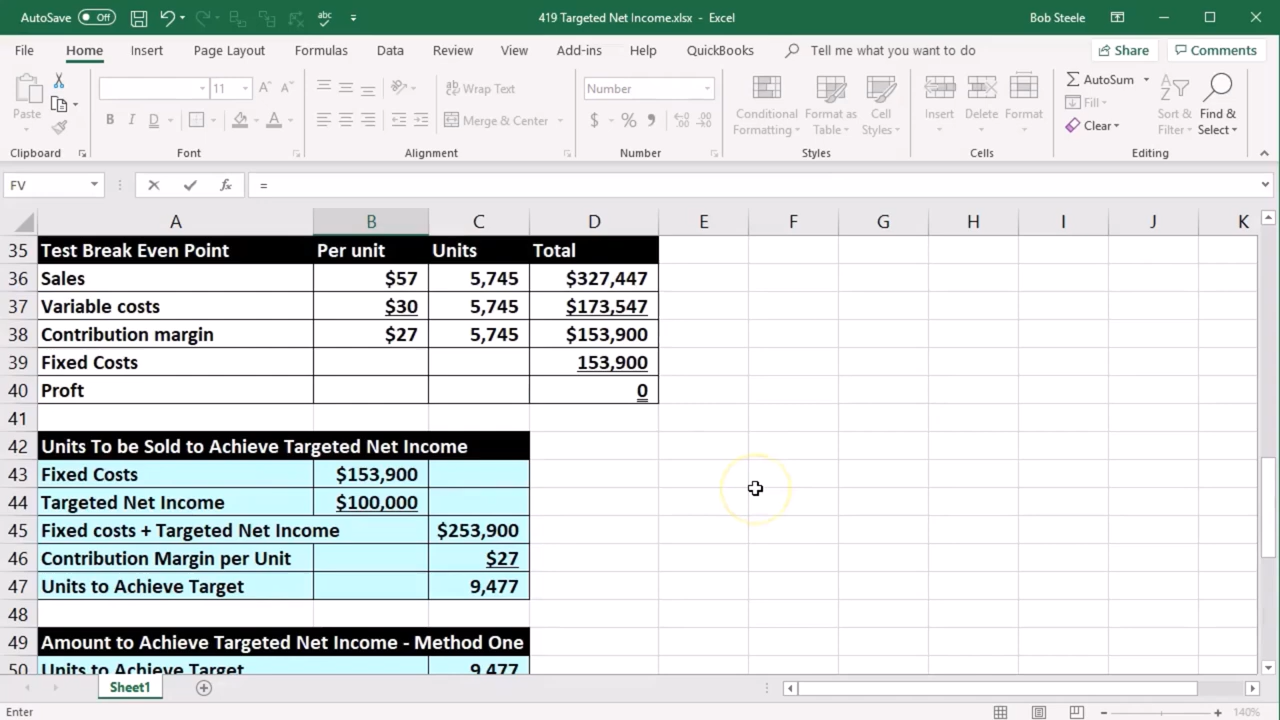 AutoSave Off abc 419 Targeted Net Income.xlsx - Excel Bob Steele
File Home Insert Page Layout Formulas Data Review View Add-ins Help QuickBooks Tell me what you want to do Share Comments
Paste 11 A A Wrap Text Number Conditional Formatting Format as Table Cell Styles Insert Delete Format AutoSum Fill Clear Sort & Filter Find & Select
B I D A Merge & Center $ % 9
Clipboard Font Alignment Number Styles Cells Editing
FV fx =
A B C D E F G H I J K
35 Test Break Even Point Per unit Units Total
36 Sales $57 5,745 $327,447
37 Variable costs $30 5,745 $173,547
38 Contribution margin $27 5,745 $153,900
39 Fixed Costs 153,900
40 Proft 0
41
42 Units To be Sold to Achieve Targeted Net Income
43 Fixed Costs $153,900
44 Targeted Net Income $100,000
45 Fixed costs + Targeted Net Income $253,900
46 Contribution Margin per Unit $27
47 Units to Achieve Target 9,477
48
49 Amount to Achieve Targeted Net Income - Method One
50 Units to Achieve Target 9,477
Sheet1
Enter 140%